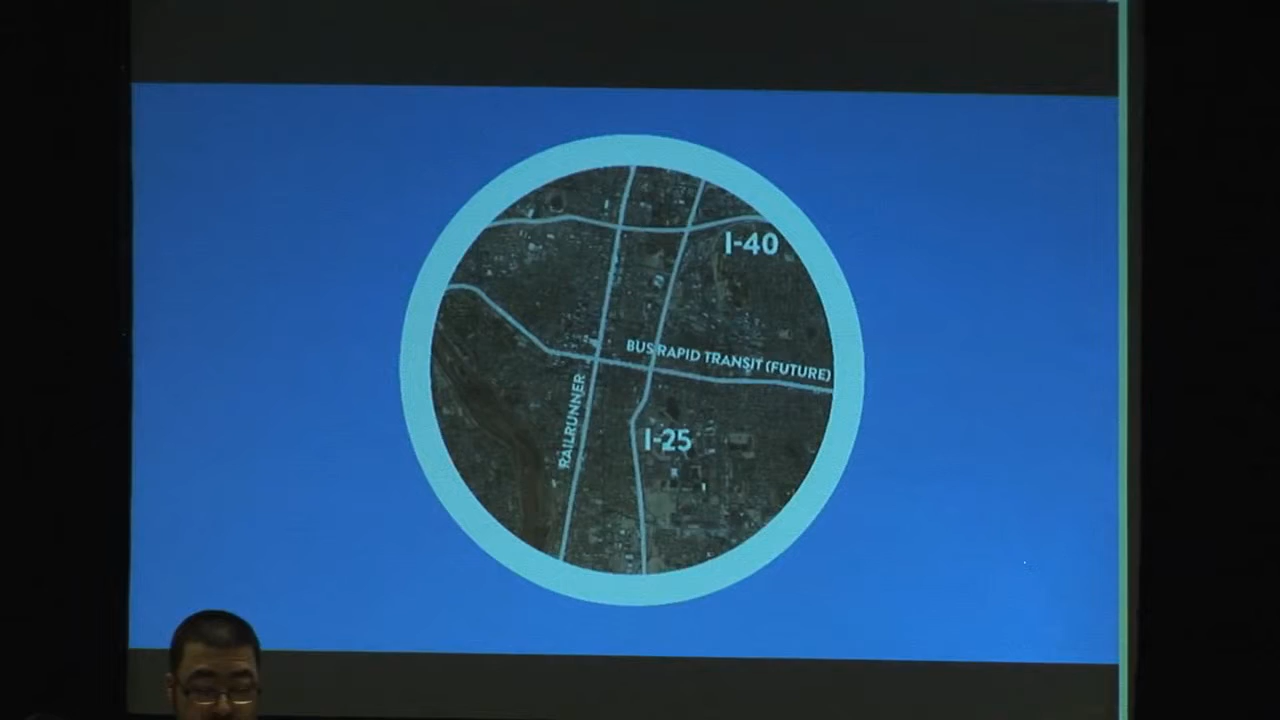 I-40
BUS RAPID TRANSIT (FUTURE)
RAILRUNNER
I-25